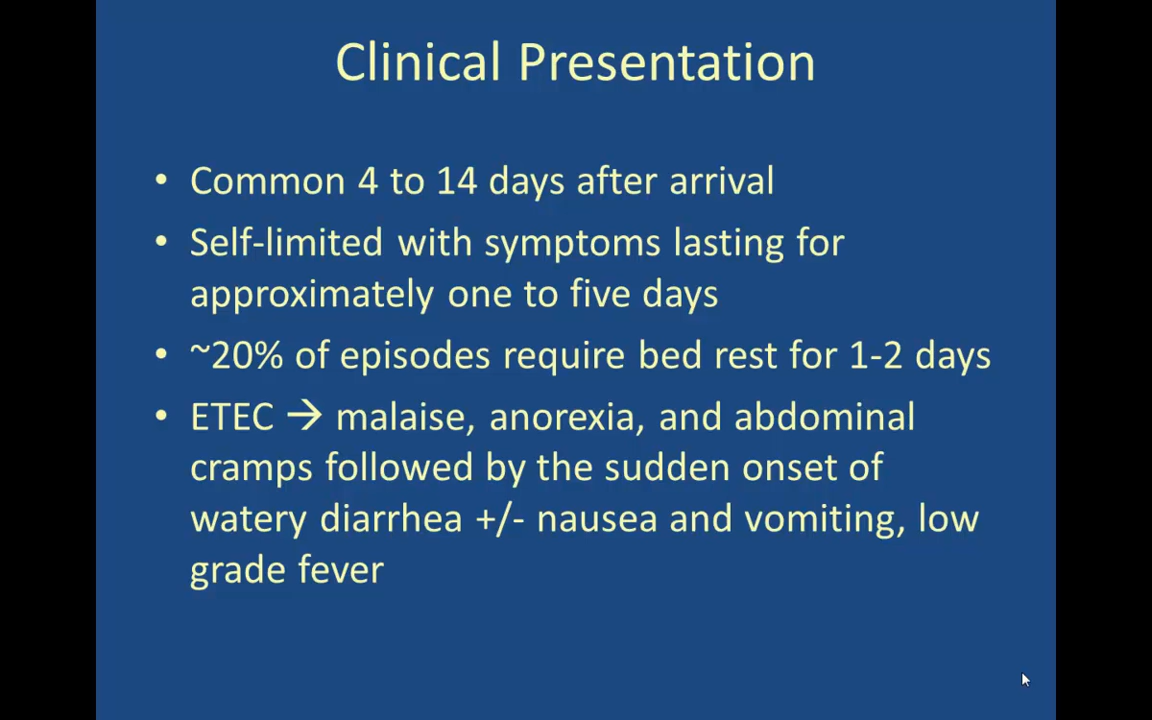 Clinical Presentation
• Common 4 to 14 days after arrival
• Self-limited with symptoms lasting for
approximately one to five days
• ~20% of episodes require bed rest for 1-2 days
• ETEC → malaise, anorexia, and abdominal
cramps followed by the sudden onset of
watery diarrhea +/- nausea and vomiting, low
grade fever